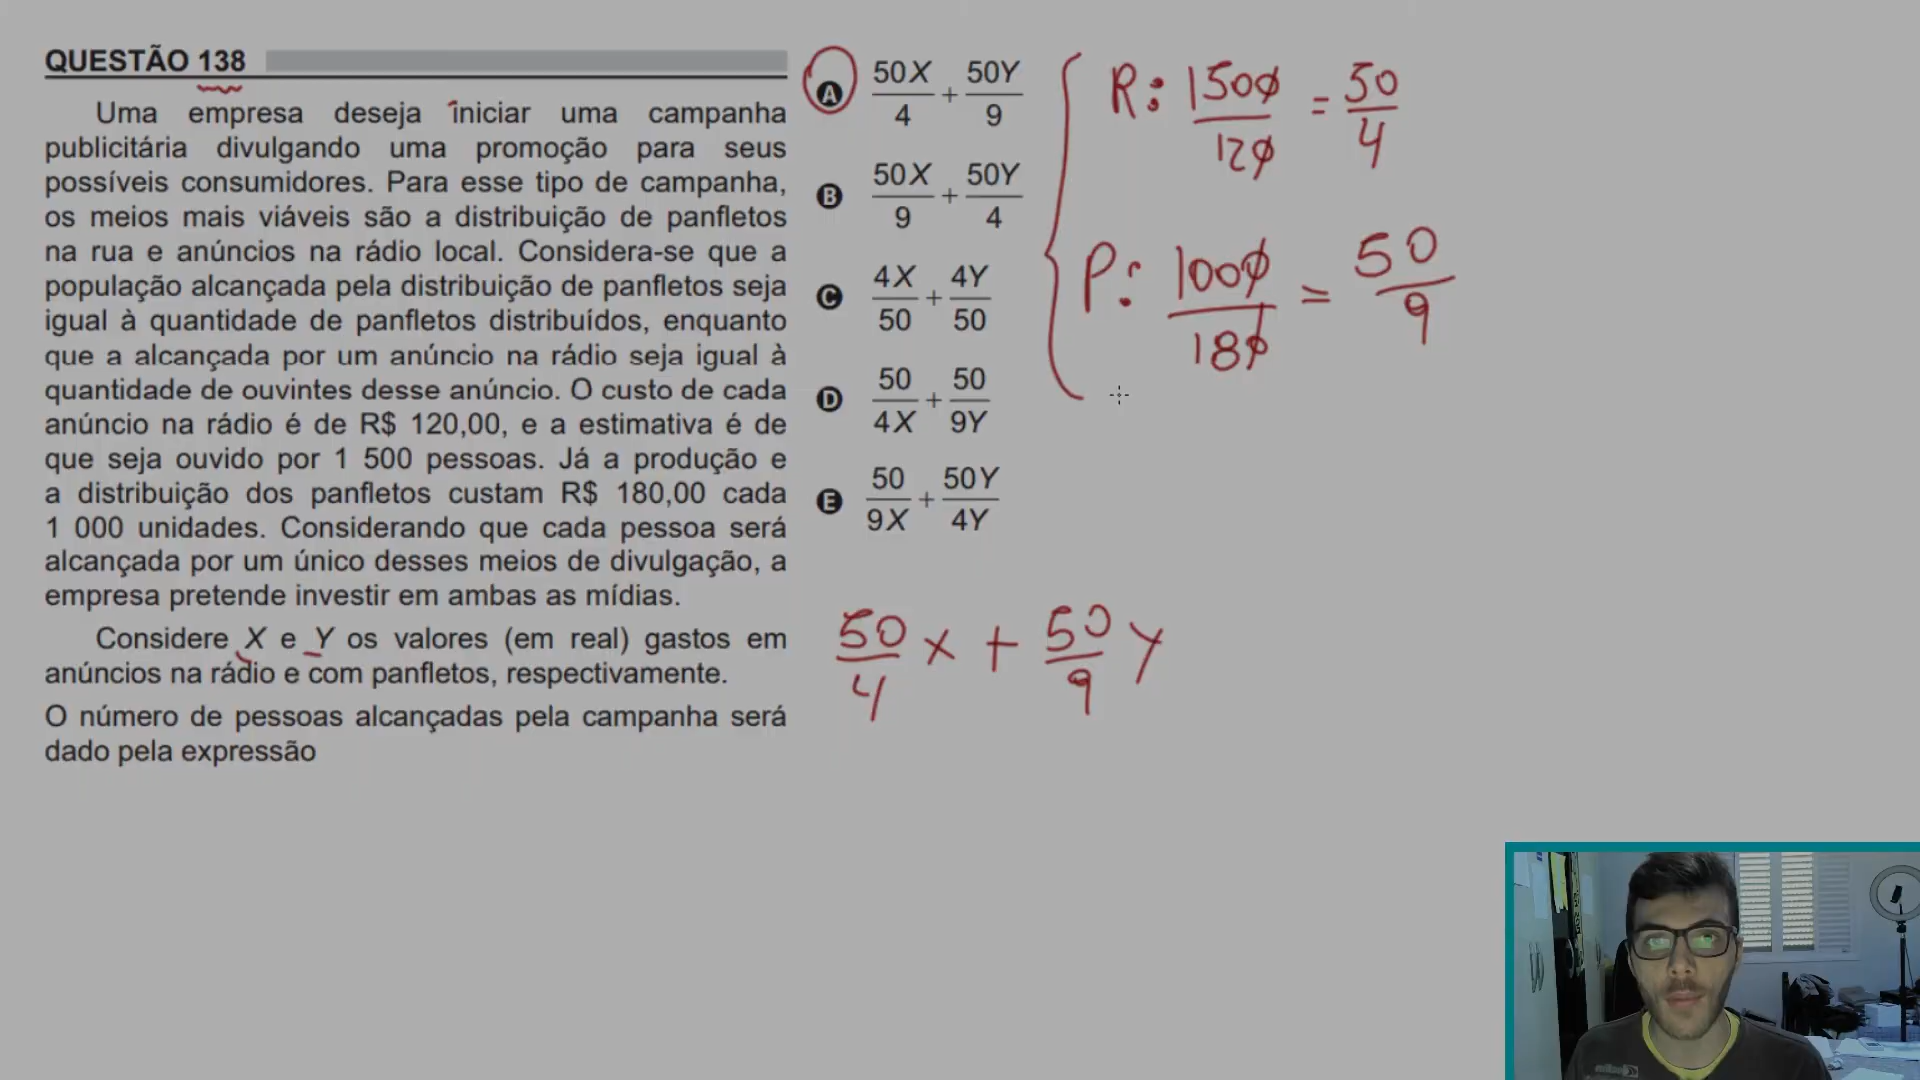 QUESTÃO 138
Uma empresa deseja iniciar uma campanha
publicitária divulgando uma promoção para seus
possíveis consumidores. Para esse tipo de campanha,
os meios mais viáveis são a distribuição de panfletos
na rua e anúncios na rádio local. Considera-se que a
população alcançada pela distribuição de panfletos seja
igual à quantidade de panfletos distribuídos, enquanto
que a alcançada por um anúncio na rádio seja igual à
quantidade de ouvintes desse anúncio. O custo de cada
anúncio na rádio é de R$ 120,00, e a estimativa é de
que seja ouvido por 1 500 pessoas. Já a produção e
a distribuição dos panfletos custam R$ 180,00 cada
1 000 unidades. Considerando que cada pessoa será
alcançada por um único desses meios de divulgação, a
empresa pretende investir em ambas as mídias.
Considere X e Y os valores (em real) gastos em
anúncios na rádio e com panfletos, respectivamente.
O número de pessoas alcançadas pela campanha será
dado pela expressão
A 50X/4 + 50Y/9
B 50X/9 + 50Y/4
C 4X/50 + 4Y/50
D 50/4X + 50/9Y
E 50/9X + 50Y/4Y
R: 1500/120 = 50/4
P: 1000/180 = 50/9
50/4 x + 50/9 y